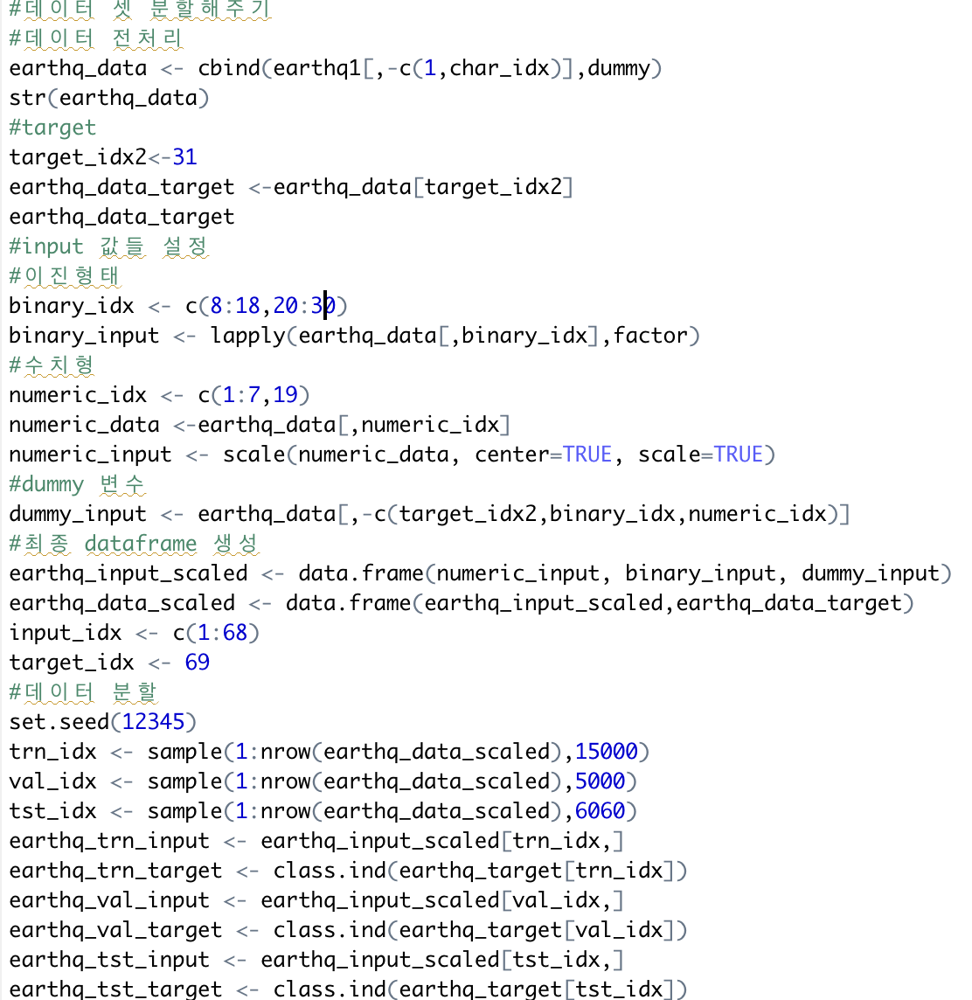 #데이터 셋 분할해주기
#데이터 전처리
earthq_data <- cbind(earthq1[,-c(1,char_idx)],dummy)
str(earthq_data)
#target
target_idx2<-31
earthq_data_target <-earthq_data[target_idx2]
earthq_data_target
#input 값들 설정
#이진형태
binary_idx <- c(8:18,20:30)
binary_input <- lapply(earthq_data[,binary_idx],factor)
#수치형
numeric_idx <- c(1:7,19)
numeric_data <-earthq_data[,numeric_idx]
numeric_input <- scale(numeric_data, center=TRUE, scale=TRUE)
#dummy 변수
dummy_input <- earthq_data[,-c(target_idx2,binary_idx,numeric_idx)]
#최종 dataframe 생성
earthq_input_scaled <- data.frame(numeric_input, binary_input, dummy_input)
earthq_data_scaled <- data.frame(earthq_input_scaled,earthq_data_target)
input_idx <- c(1:68)
target_idx <- 69
#데이터 분할
set.seed(12345)
trn_idx <- sample(1:nrow(earthq_data_scaled),15000)
val_idx <- sample(1:nrow(earthq_data_scaled),5000)
tst_idx <- sample(1:nrow(earthq_data_scaled),6060)
earthq_trn_input <- earthq_input_scaled[trn_idx,]
earthq_trn_target <- class.ind(earthq_target[trn_idx])
earthq_val_input <- earthq_input_scaled[val_idx,]
earthq_val_target <- class.ind(earthq_target[val_idx])
earthq_tst_input <- earthq_input_scaled[tst_idx,]
earthq_tst_target <- class.ind(earthq_target[tst_idx])